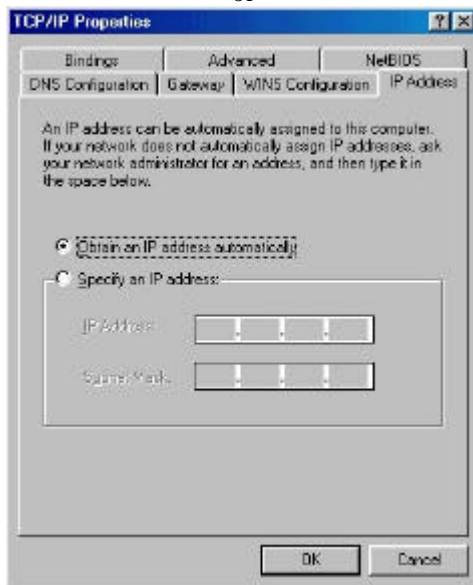 TCP/IP Properties
Bindings Advanced NetBIOS
DNS Configuration Gateway WINS Configuration IP Address
An IP address can be automatically assigned to this computer.
If your network does not automatically assign IP addresses, ask
your network administrator for an address, and then type it in
the space below.
Obtain an IP address automatically
Specify an IP address:
IP Address:
Subnet Mask:
OK Cancel